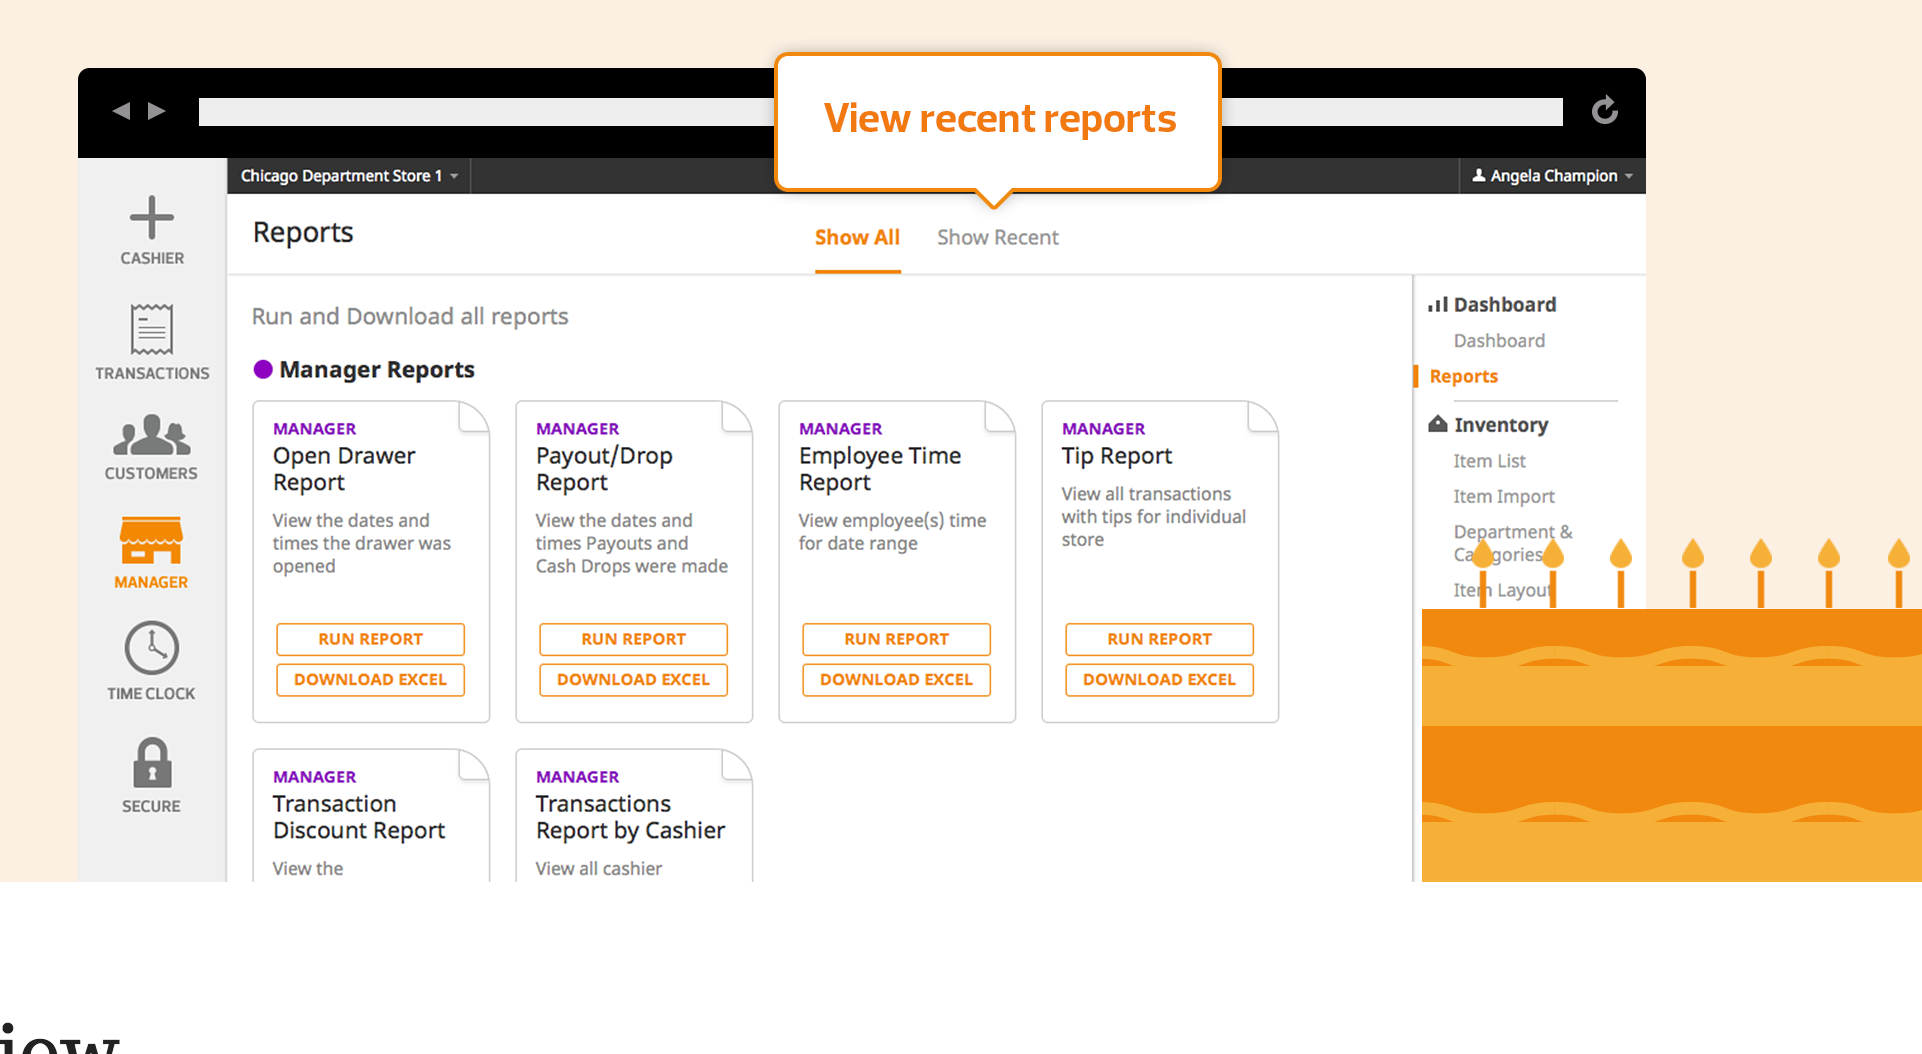 View recent reports
Chicago Department Store 1
Angela Champion
CASHIER
TRANSACTIONS
CUSTOMERS
MANAGER
TIME CLOCK
SECURE
Reports
Show All
Show Recent
Run and Download all reports
Manager Reports
MANAGER
Open Drawer
Report
View the dates and
times the drawer was
opened
RUN REPORT
DOWNLOAD EXCEL
MANAGER
Payout/Drop
Report
View the dates and
times Payouts and
Cash Drops were made
RUN REPORT
DOWNLOAD EXCEL
MANAGER
Employee Time
Report
View employee(s) time
for date range
RUN REPORT
DOWNLOAD EXCEL
MANAGER
Tip Report
View all transactions
with tips for individual
store
RUN REPORT
DOWNLOAD EXCEL
MANAGER
Transaction
Discount Report
View the
MANAGER
Transactions
Report by Cashier
View all cashier
Dashboard
Dashboard
Reports
Inventory
Item List
Item Import
Department &
Categories
Item Layout